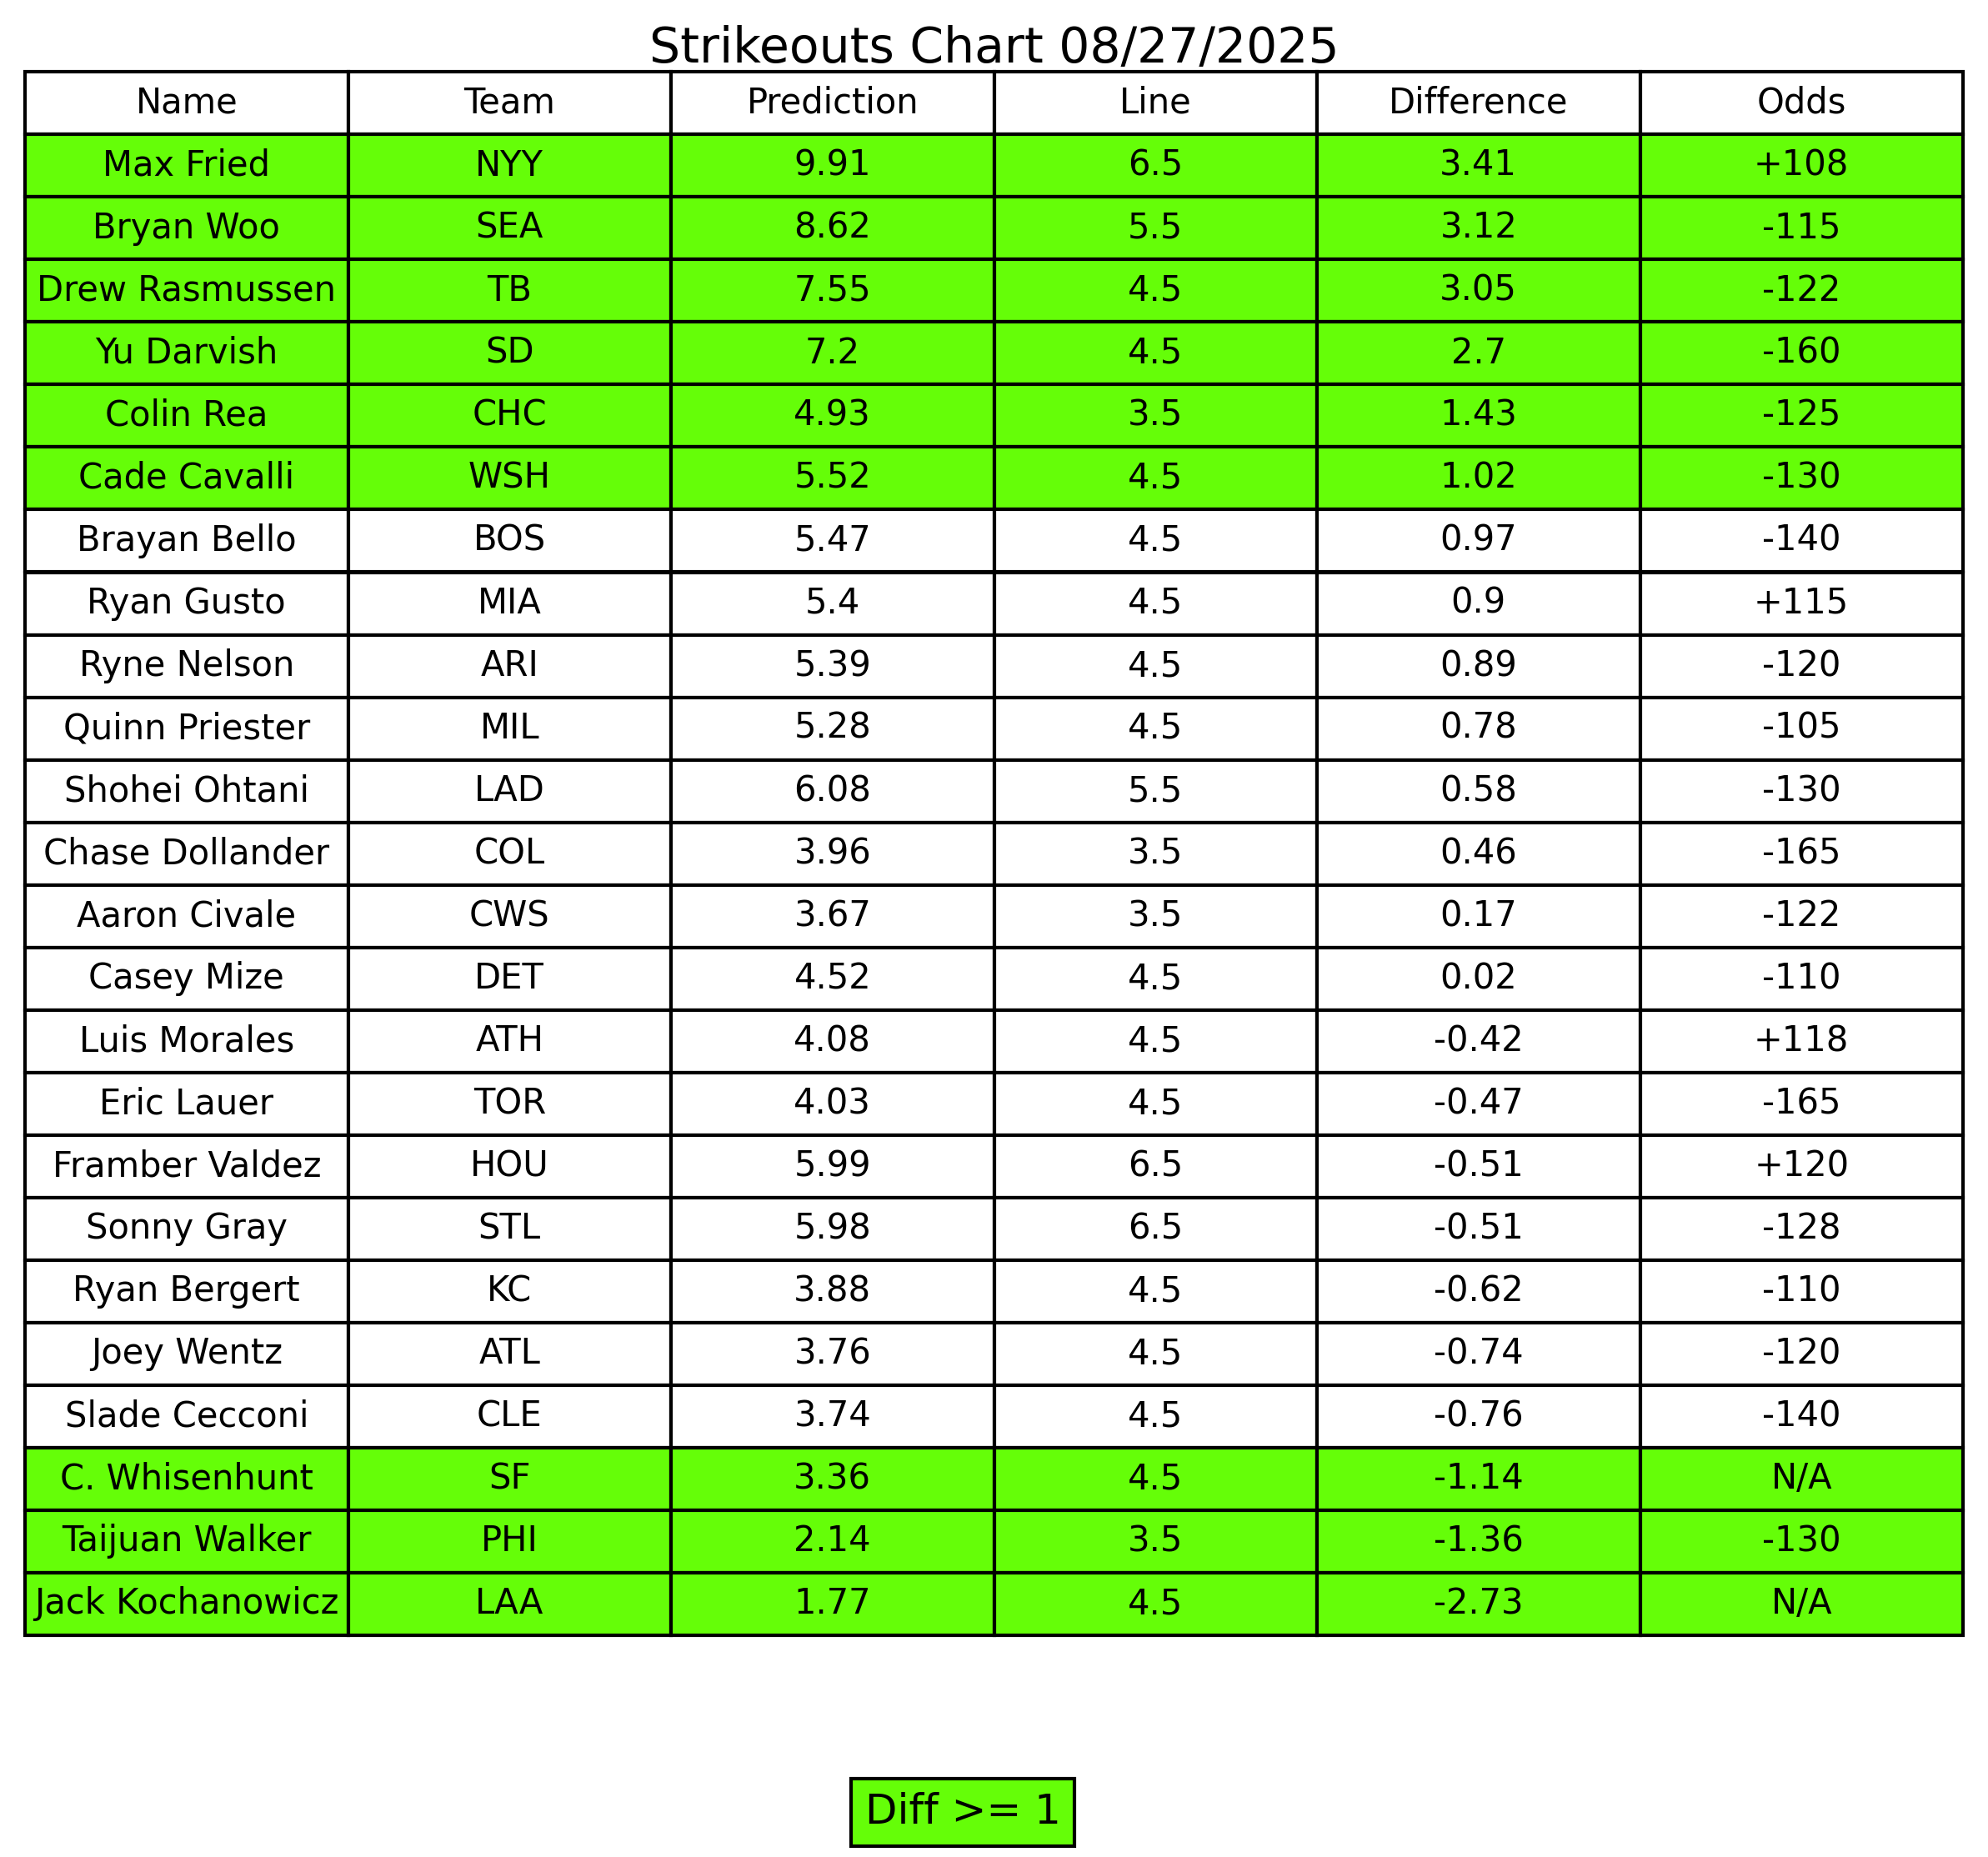 Strikeouts Chart 08/27/2025
Name Team Prediction Line Difference Odds
Max Fried NYY 9.91 6.5 3.41 +108
Bryan Woo SEA 8.62 5.5 3.12 -115
Drew Rasmussen TB 7.55 4.5 3.05 -122
Yu Darvish SD 7.2 4.5 2.7 -160
Colin Rea CHC 4.93 3.5 1.43 -125
Cade Cavalli WSH 5.52 4.5 1.02 -130
Brayan Bello BOS 5.47 4.5 0.97 -140
Ryan Gusto MIA 5.4 4.5 0.9 +115
Ryne Nelson ARI 5.39 4.5 0.89 -120
Quinn Priester MIL 5.28 4.5 0.78 -105
Shohei Ohtani LAD 6.08 5.5 0.58 -130
Chase Dollander COL 3.96 3.5 0.46 -165
Aaron Civale CWS 3.67 3.5 0.17 -122
Casey Mize DET 4.52 4.5 0.02 -110
Luis Morales ATH 4.08 4.5 -0.42 +118
Eric Lauer TOR 4.03 4.5 -0.47 -165
Framber Valdez HOU 5.99 6.5 -0.51 +120
Sonny Gray STL 5.98 6.5 -0.51 -128
Ryan Bergert KC 3.88 4.5 -0.62 -110
Joey Wentz ATL 3.76 4.5 -0.74 -120
Slade Cecconi CLE 3.74 4.5 -0.76 -140
C. Whisenhunt SF 3.36 4.5 -1.14 N/A
Taijuan Walker PHI 2.14 3.5 -1.36 -130
Jack Kochanowicz LAA 1.77 4.5 -2.73 N/A
Diff >= 1